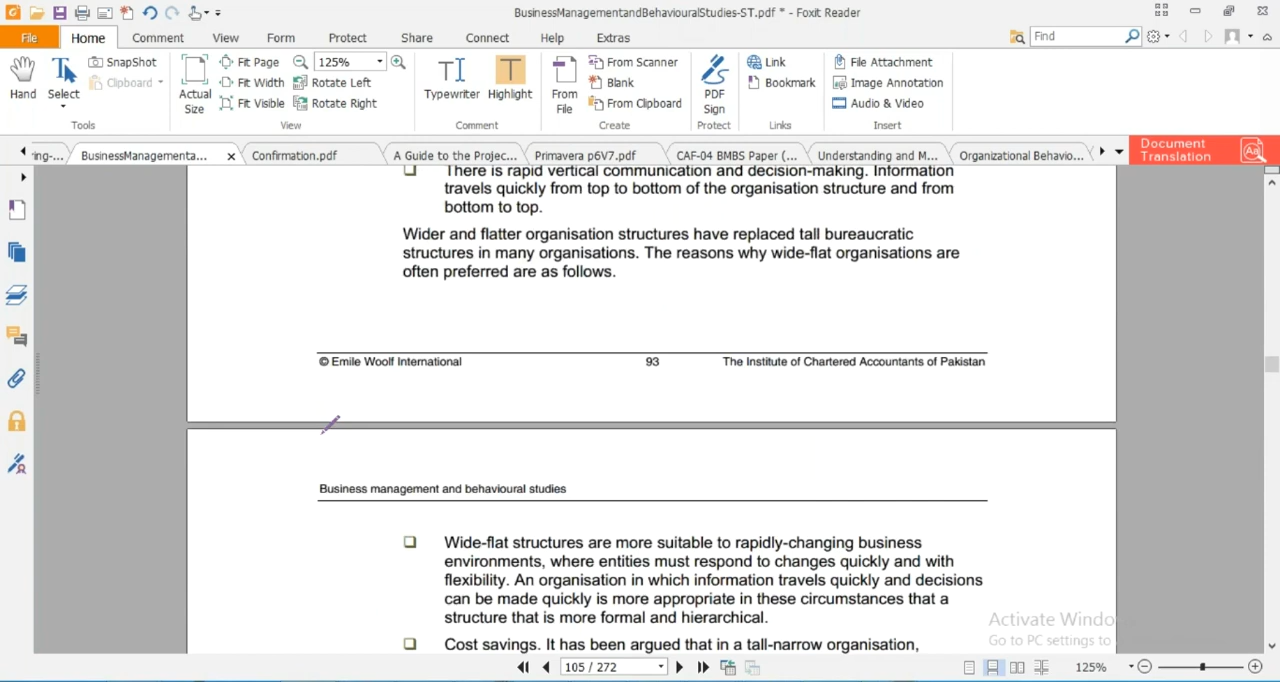 BusinessManagementandBehaviouralStudies-ST.pdf * - Foxit Reader
File Home Comment View Form Protect Share Connect Help Extras Find
Hand Select SnapShot Clipboard Actual Size Fit Page Fit Width Fit Visible 125% Rotate Left Rotate Right Typewriter Highlight From File From Scanner Blank From Clipboard PDF Sign Link Bookmark File Attachment Image Annotation Audio & Video
Tools View Comment Create Protect Links Insert
ring-... BusinessManagementa... x Confirmation.pdf A Guide to the Projec... Primavera p6V7.pdf CAF-04 BMBS Paper (... Understanding and M... Organizational Behavio... Document Translation
There is rapid vertical communication and decision-making. Information
travels quickly from top to bottom of the organisation structure and from
bottom to top.
Wider and flatter organisation structures have replaced tall bureaucratic
structures in many organisations. The reasons why wide-flat organisations are
often preferred are as follows.
© Emile Woolf International 93 The Institute of Chartered Accountants of Pakistan
Business management and behavioural studies
Wide-flat structures are more suitable to rapidly-changing business
environments, where entities must respond to changes quickly and with
flexibility. An organisation in which information travels quickly and decisions
can be made quickly is more appropriate in these circumstances that a
structure that is more formal and hierarchical.
Cost savings. It has been argued that in a tall-narrow organisation,
Activate Windo
Go to PC settings to
105 / 272 125%